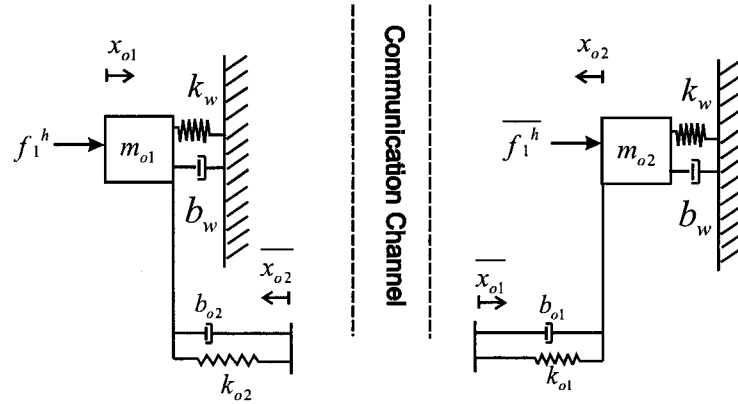 x_{o1}
k_w
f_1^h
m_{o1}
b_w
\overline{x_{o2}}
b_{o2}
k_{o2}
Communication Channel
x_{o2}
k_w
\overline{f_1^h}
m_{o2}
b_w
\overline{x_{o1}}
b_{o1}
k_{o1}